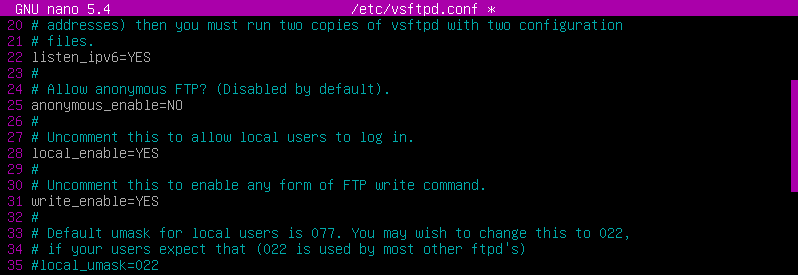 GNU nano 5.4 /etc/vsftpd.conf *
20 # addresses) then you must run two copies of vsftpd with two configuration
21 # files.
22 listen_ipv6=YES
23 #
24 # Allow anonymous FTP? (Disabled by default).
25 anonymous_enable=NO
26 #
27 # Uncomment this to allow local users to log in.
28 local_enable=YES
29 #
30 # Uncomment this to enable any form of FTP write command.
31 write_enable=YES
32 #
33 # Default umask for local users is 077. You may wish to change this to 022,
34 # if your users expect that (022 is used by most other ftpd's)
35 #local_umask=022